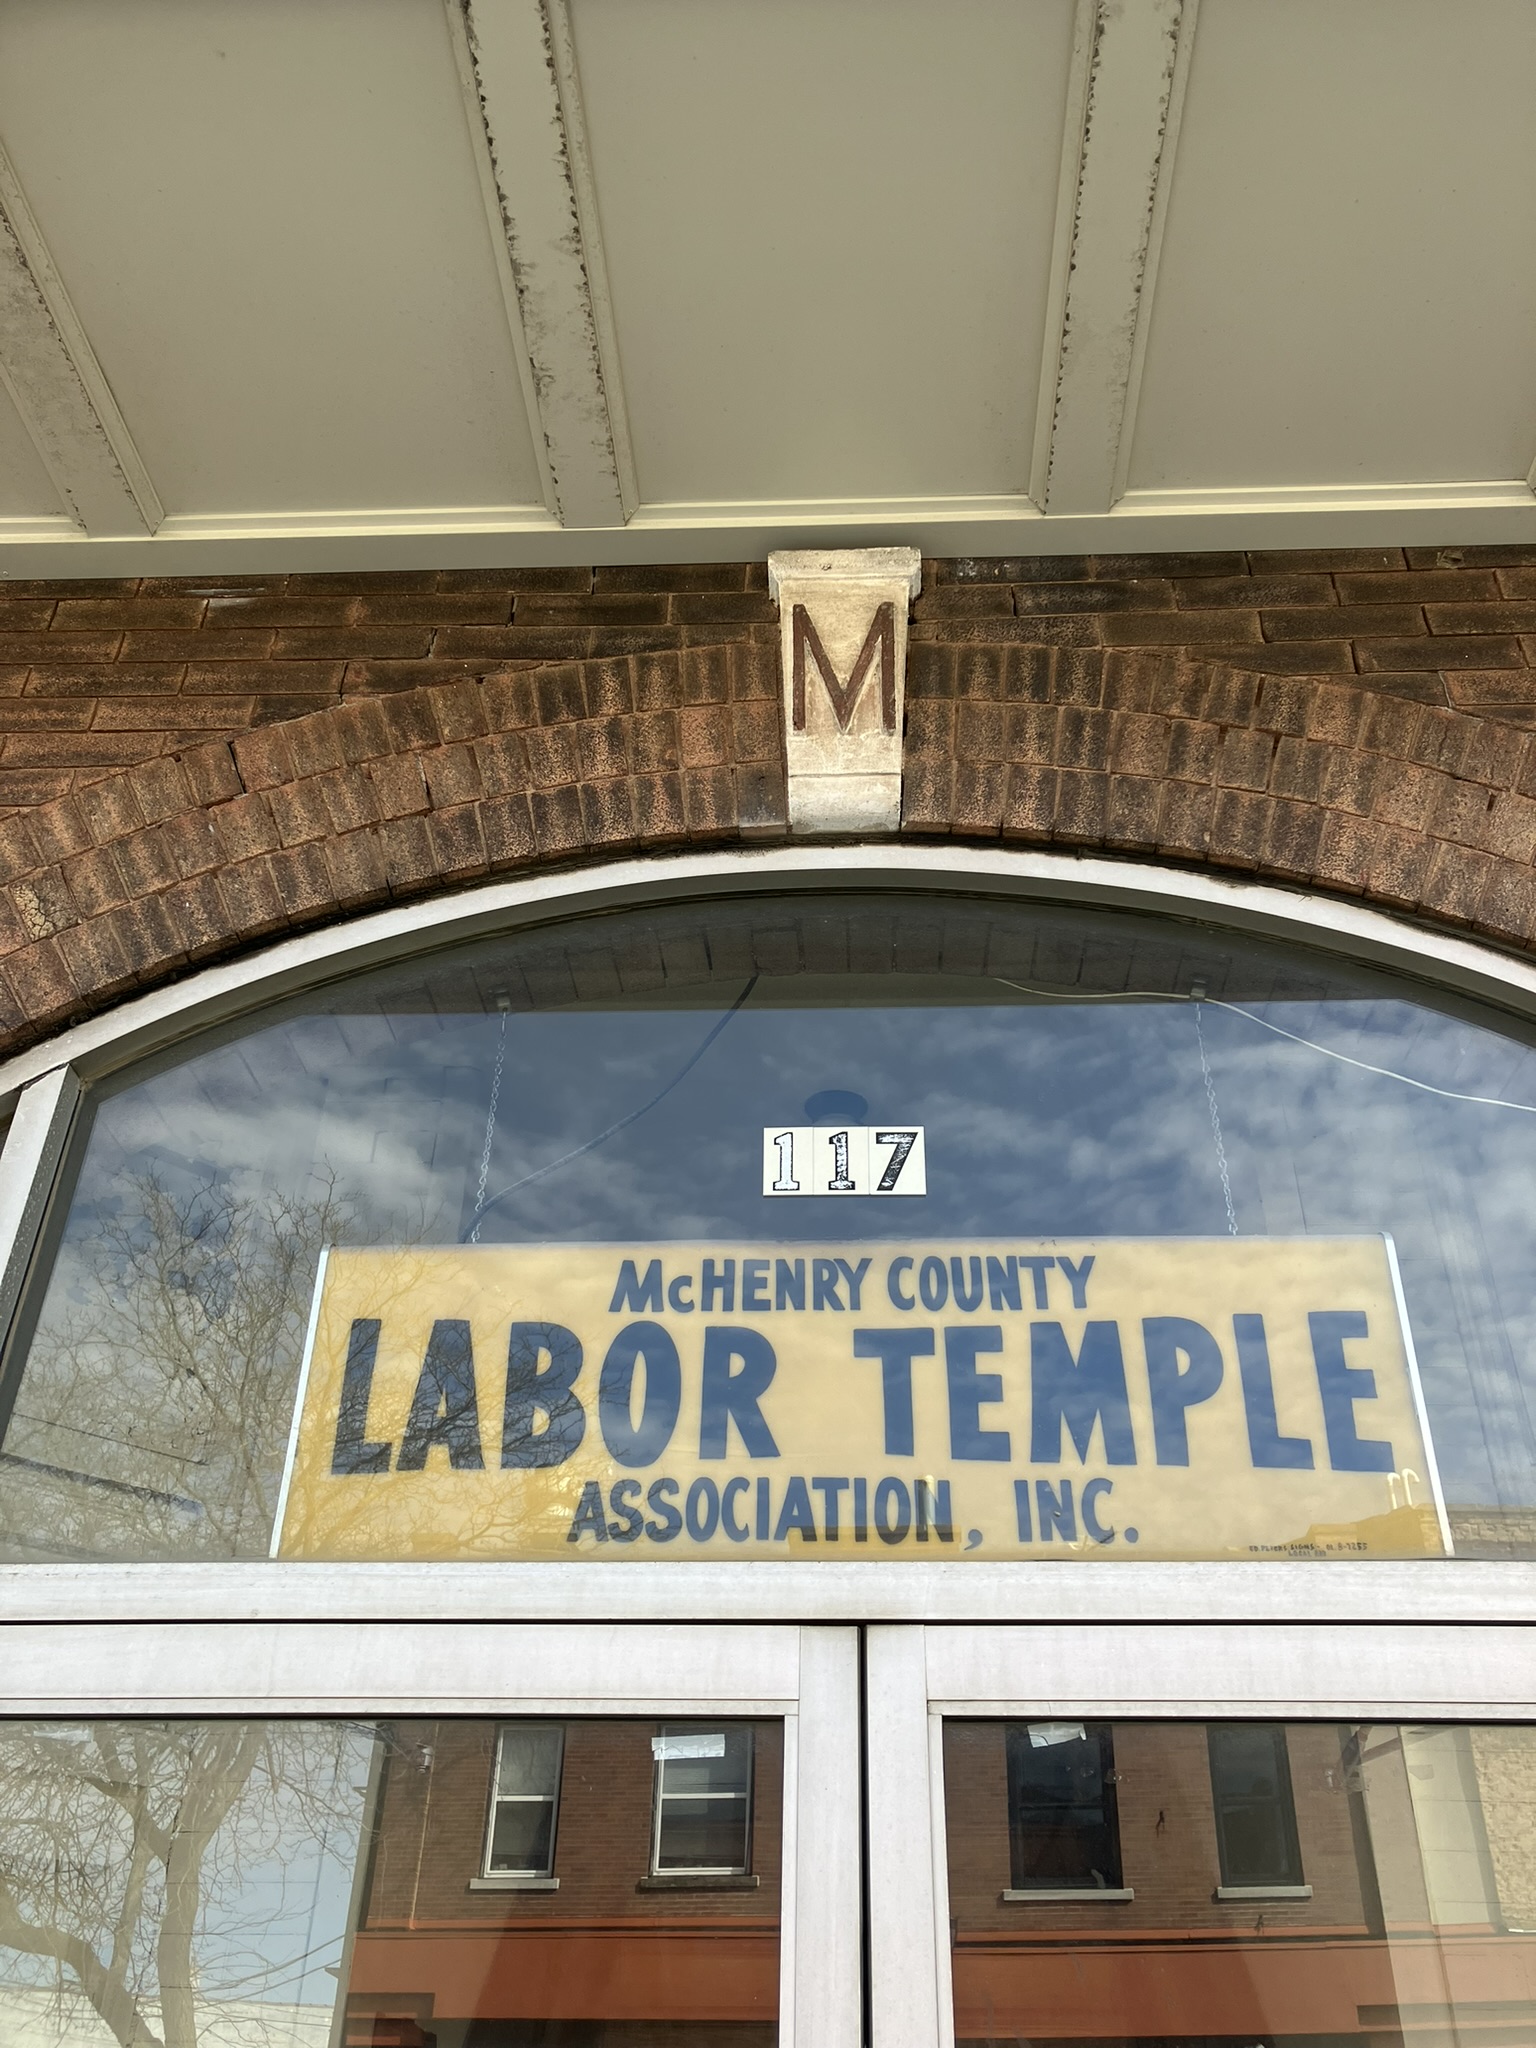 M
117
McHENRY COUNTY
LABOR TEMPLE
ASSOCIATION, INC.